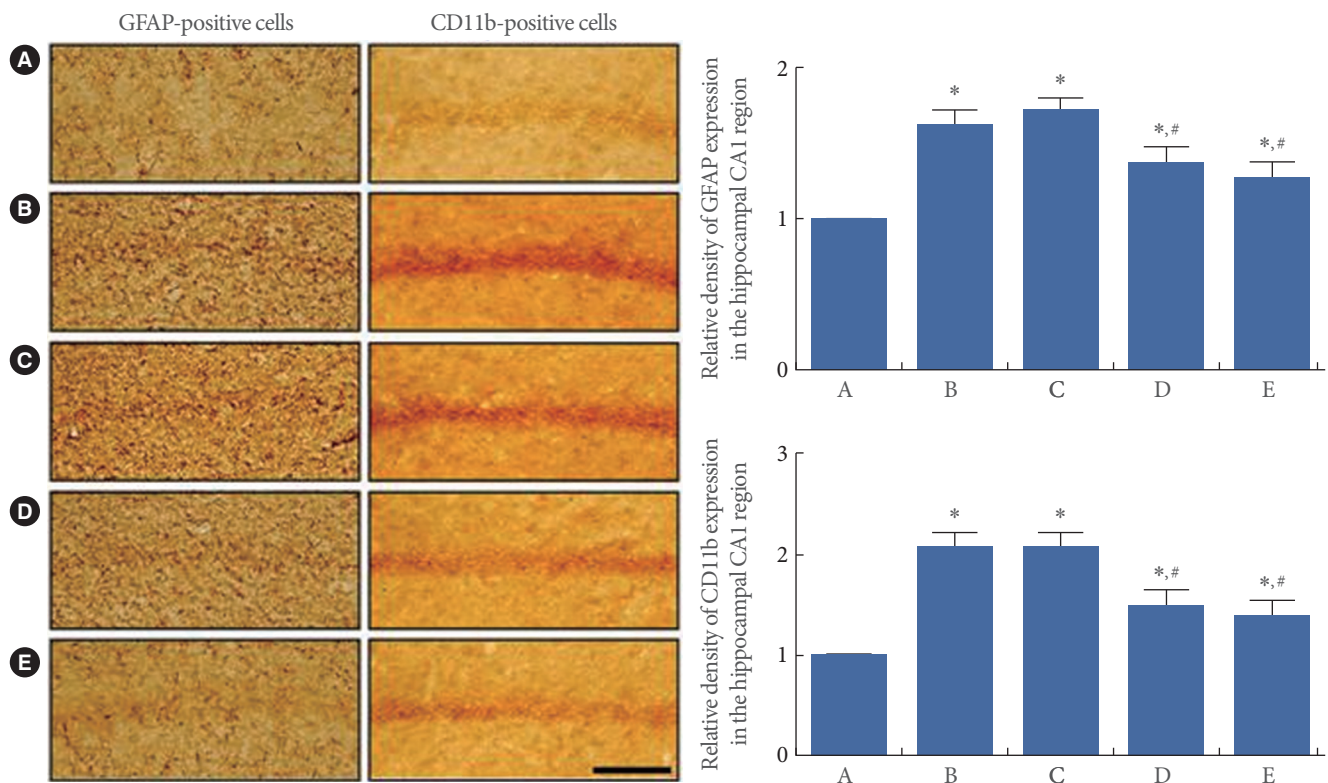 GFAP-positive cells
CD11b-positive cells
A
B
C
D
E
Relative density of GFAP expression
in the hippocampal CA1 region
2
1
0
*
*
*, #
*, #
A
B
C
D
E
Relative density of CD11b expression
in the hippocampal CA1 region
3
2
1
0
*
*
*, #
*, #
A
B
C
D
E